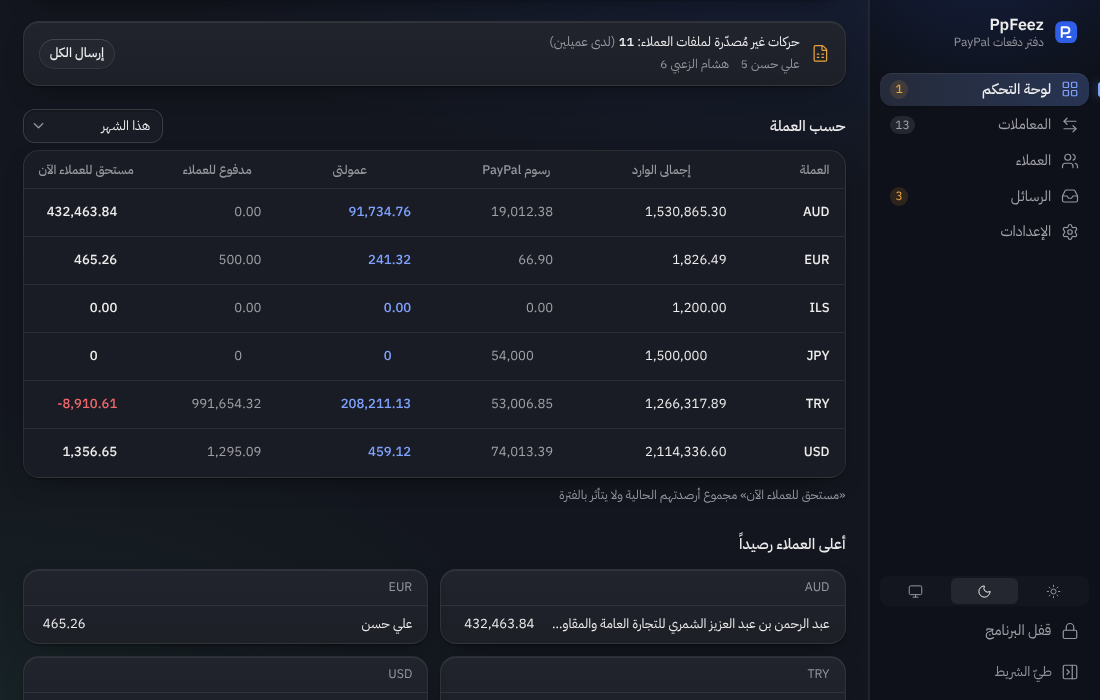 PpFeez
دفتر دفعات PayPal
لوحة التحكم 1
المعاملات 13
العملاء
الرسائل 3
الإعدادات
قفل البرنامج
طيّ الشريط
حركات غير مُصدّرة لملفات العملاء: 11 (لدى عميلين)
علي حسن 5 هشام الزعبي 6
إرسال الكل
حسب العملة
هذا الشهر
العملة إجمالي الوارد رسوم PayPal عمولتي مدفوع للعملاء مستحق للعملاء الآن
AUD 1,530,865.30 19,012.38 91,734.76 0.00 432,463.84
EUR 1,826.49 66.90 241.32 500.00 465.26
ILS 1,200.00 0.00 0.00 0.00 0.00
JPY 1,500,000 54,000 0 0 0
TRY 1,266,317.89 53,006.85 208,211.13 991,654.32 -8,910.61
USD 2,114,336.60 74,013.39 459.12 1,295.09 1,356.65
«مستحق للعملاء الآن» مجموع أرصدتهم الحالية ولا يتأثر بالفترة
أعلى العملاء رصيداً
AUD
عبد الرحمن بن عبد العزيز الشمري للتجارة العامة والمقاو... 432,463.84
EUR
علي حسن 465.26
TRY
USD